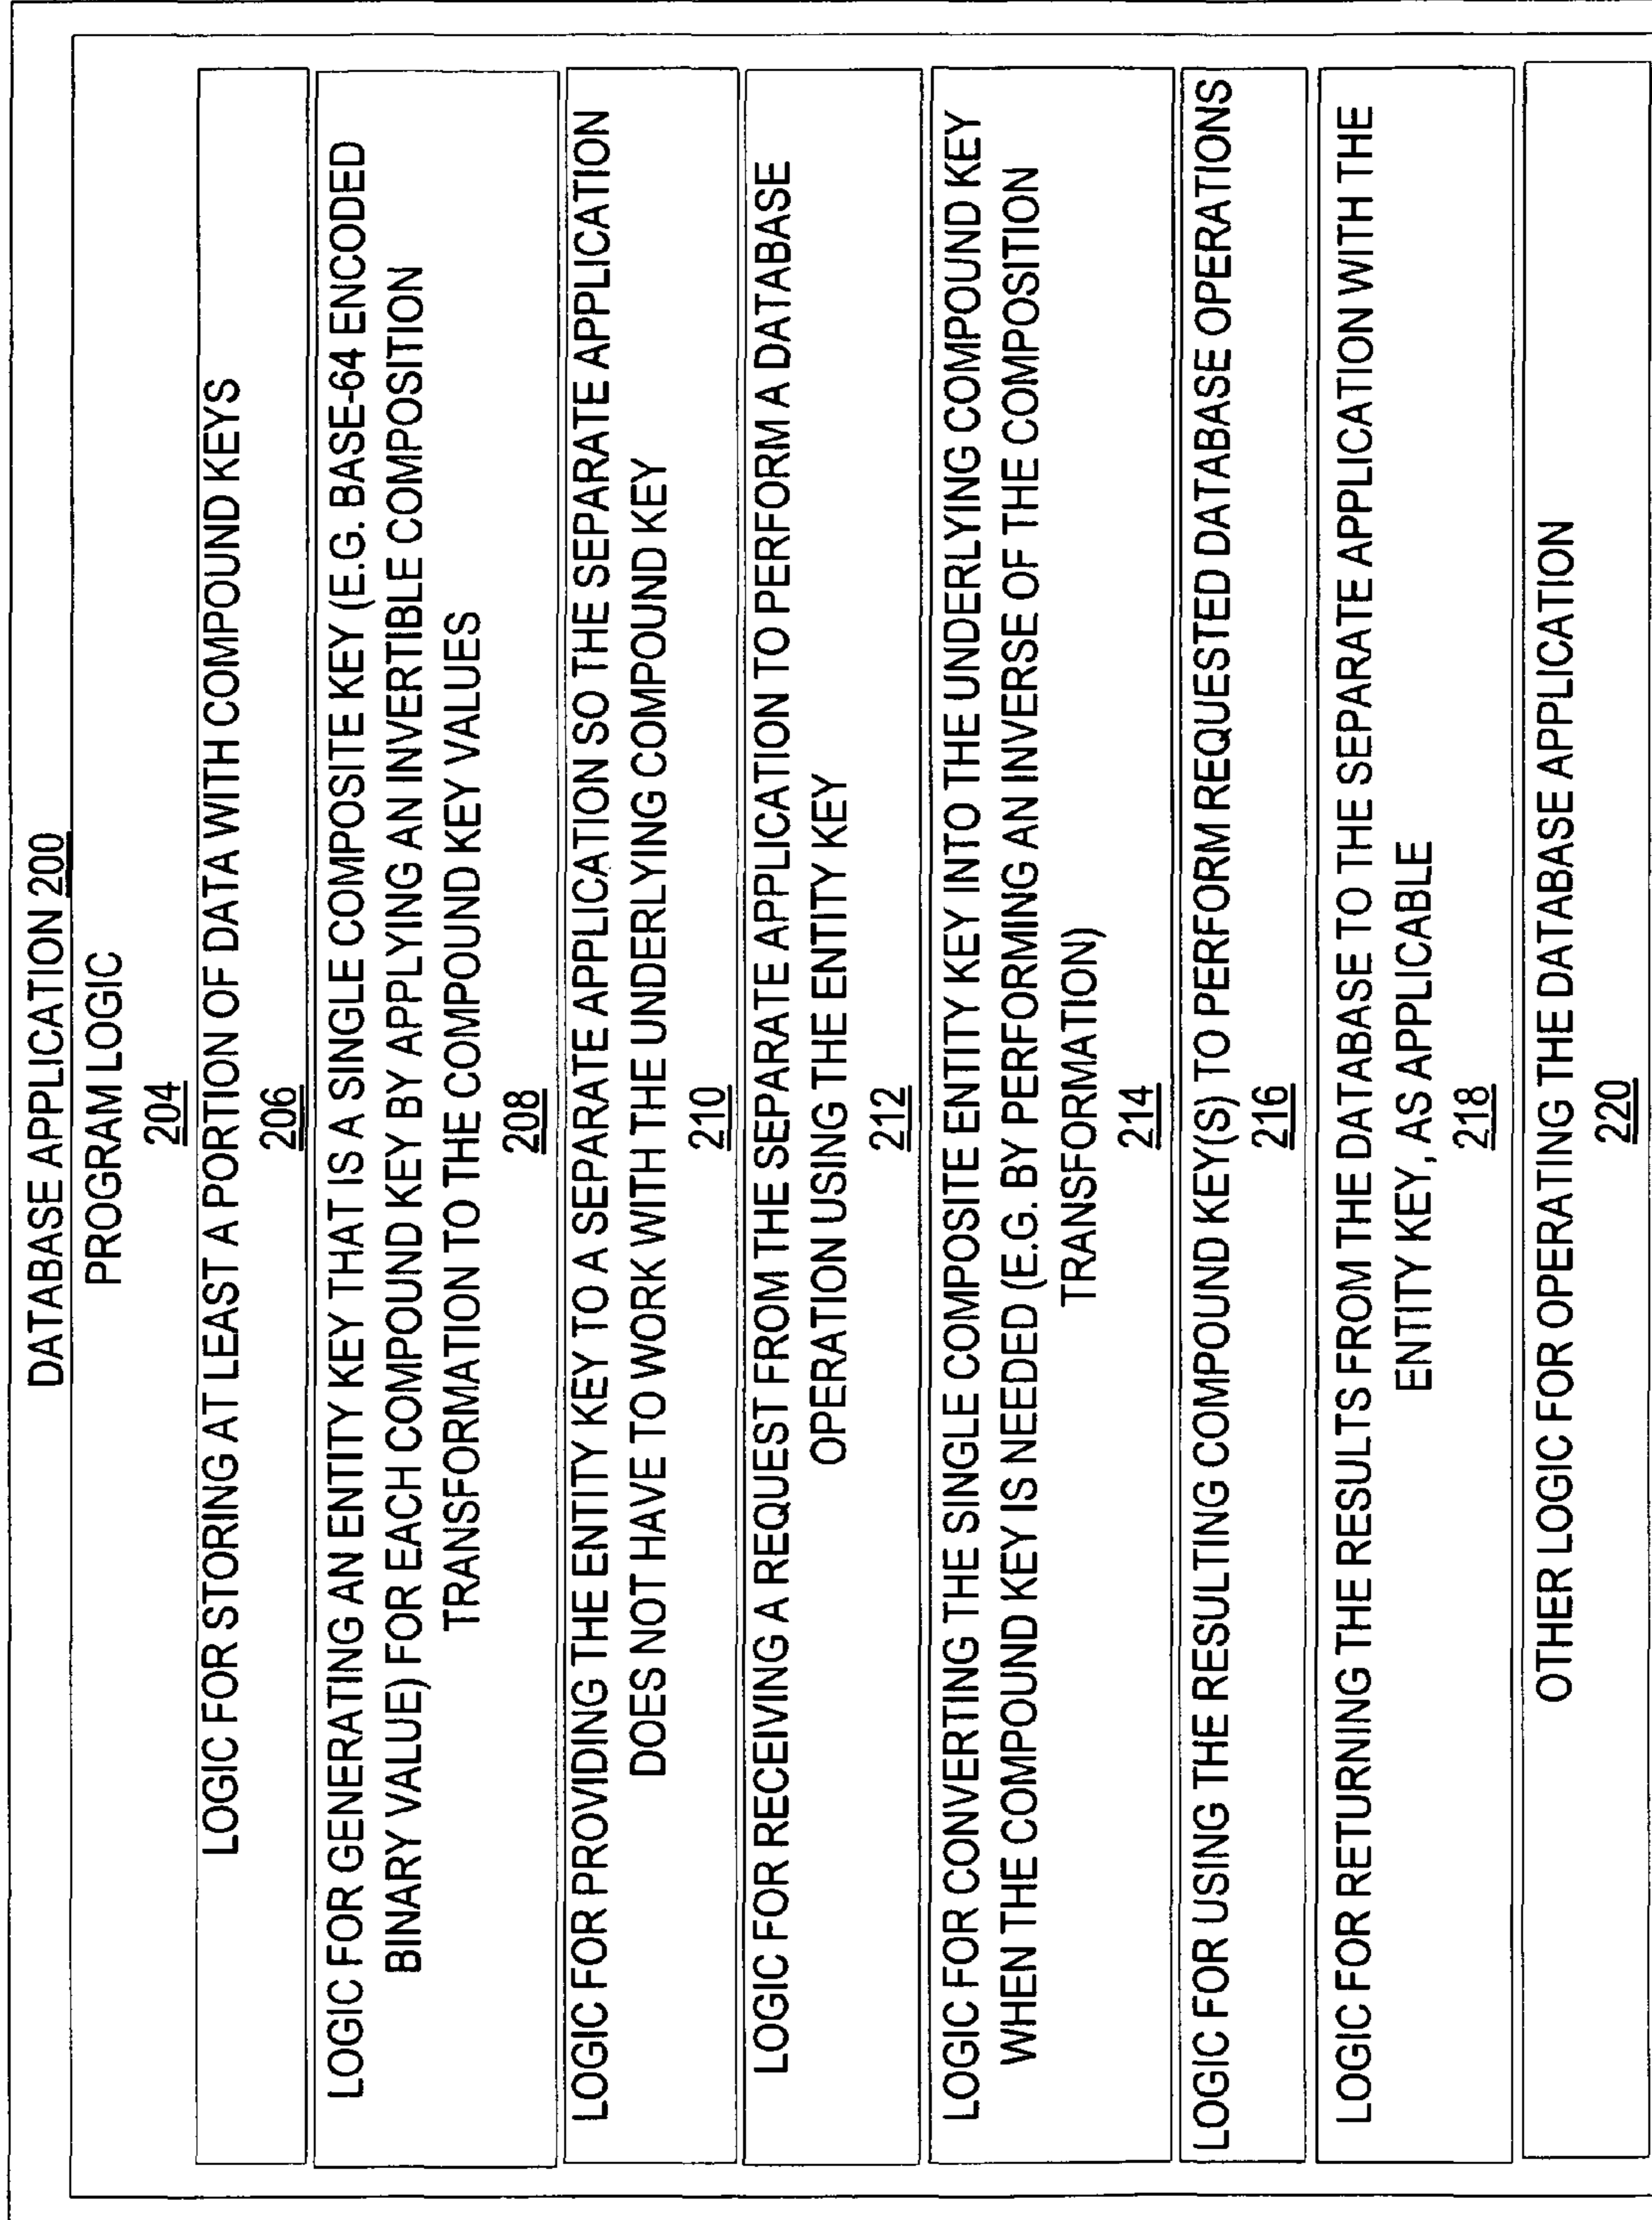 DATABASE APPLICATION 200
PROGRAM LOGIC
204
LOGIC FOR STORING AT LEAST A PORTION OF DATA WITH COMPOUND KEYS
206
LOGIC FOR GENERATING AN ENTITY KEY THAT IS A SINGLE COMPOSITE KEY (E.G. BASE-64 ENCODED
BINARY VALUE) FOR EACH COMPOUND KEY BY APPLYING AN INVERTIBLE COMPOSITION
TRANSFORMATION TO THE COMPOUND KEY VALUES
208
LOGIC FOR PROVIDING THE ENTITY KEY TO A SEPARATE APPLICATION SO THE SEPARATE APPLICATION
DOES NOT HAVE TO WORK WITH THE UNDERLYING COMPOUND KEY
210
LOGIC FOR RECEIVING A REQUEST FROM THE SEPARATE APPLICATION TO PERFORM A DATABASE
OPERATION USING THE ENTITY KEY
212
LOGIC FOR CONVERTING THE SINGLE COMPOSITE ENTITY KEY INTO THE UNDERLYING COMPOUND KEY
WHEN THE COMPOUND KEY IS NEEDED (E.G. BY PERFORMING AN INVERSE OF THE COMPOSITION
TRANSFORMATION)
214
LOGIC FOR USING THE RESULTING COMPOUND KEY(S) TO PERFORM REQUESTED DATABASE OPERATIONS
216
LOGIC FOR RETURNING THE RESULTS FROM THE DATABASE TO THE SEPARATE APPLICATION WITH THE
ENTITY KEY, AS APPLICABLE
218
OTHER LOGIC FOR OPERATING THE DATABASE APPLICATION
220